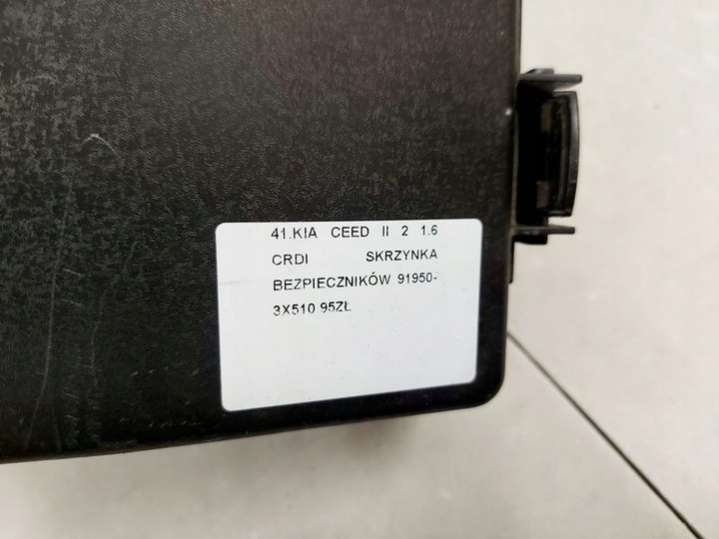 41.KIA CEED II 2 1.6
CRDI SKRZYNKA
BEZPIECZNIKÓW 91950-
3X510 95ZŁ